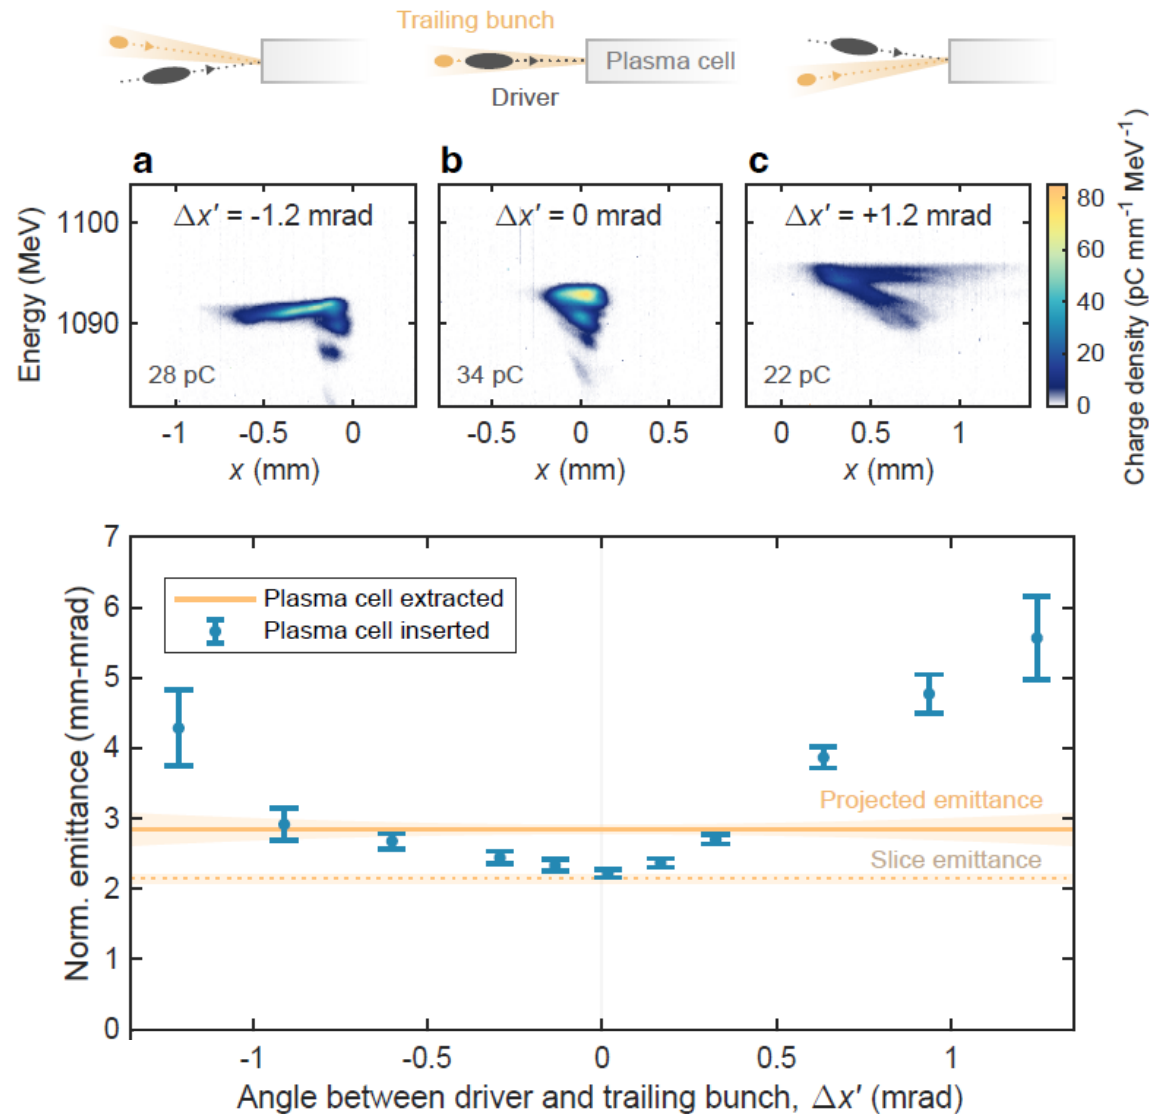 Trailing bunch
Plasma cell
Driver
a
b
c
Δx′ = -1.2 mrad
Δx′ = 0 mrad
Δx′ = +1.2 mrad
1100
1090
Energy (MeV)
28 pC
34 pC
22 pC
-1 -0.5 0
-0.5 0 0.5
0 0.5 1
x (mm)
x (mm)
x (mm)
80
60
40
20
0
Charge density (pC mm⁻¹ MeV⁻¹)
7
6
5
4
3
2
1
0
Norm. emittance (mm-mrad)
Plasma cell extracted
Plasma cell inserted
Projected emittance
Slice emittance
-1 -0.5 0 0.5 1
Angle between driver and trailing bunch, Δx′ (mrad)